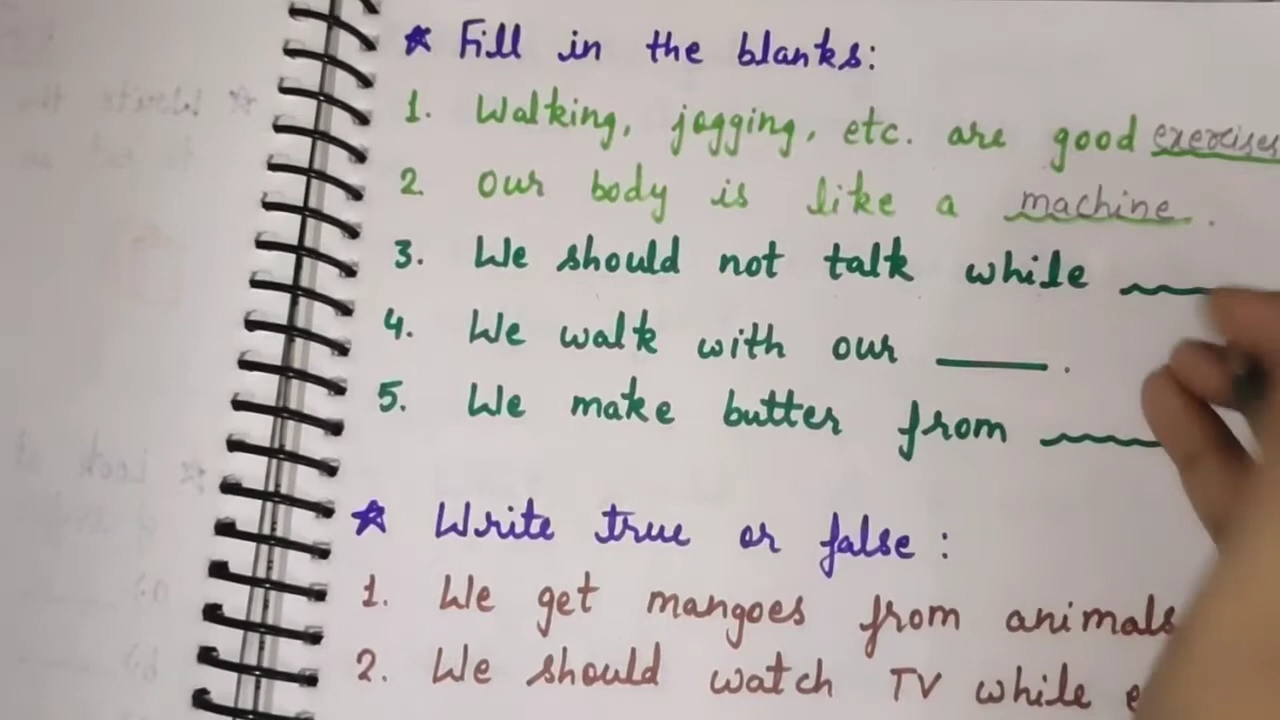 ★ Fill in the blanks:
1. Walking, jogging, etc. are good exercises
2. Our body is like a machine.
3. We should not talk while
4. We walk with our ____.
5. We make butter from ____
★ Write true or false:
1. We get mangoes from animals
2. We should watch TV while